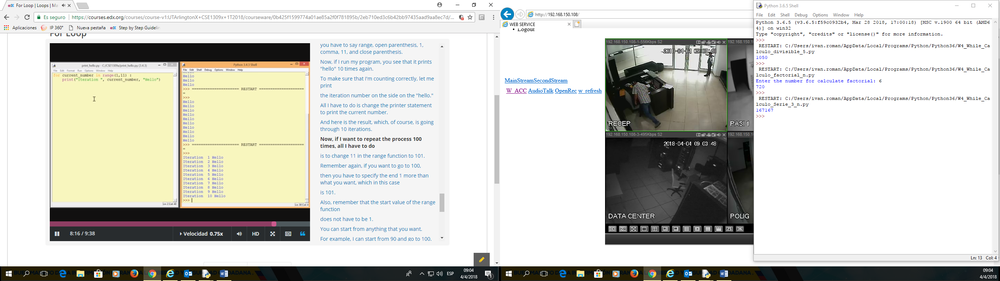 For Loop | Loops | Ma
Es seguro | https://courses.edx.org/courses/course-v1:UTArlingtonX+CSE1309x+1T2018/courseware/0b425f1599774a01ae85a2f0f781895b/2eb710ed3c6b42bb97435aad9aa8ec7d/...
Aplicaciones IP 360° Nueva pestaña edX Step by Step Guidelin
For Loop
print_hello.py - C:/CSE1309x/print_hello.py (3.4.3)
File Edit Format Run Options Window Help
for current_number in range(1,11) :
print("Iteration ", current_number, "Hello")
Ln: 2 Col: 40
Python 3.4.3 Shell
File Edit Shell Debug Options Window Help
Hello
Hello
Hello
Hello
>>> ====================== RESTART ======================
=
>>>
Hello
Hello
Hello
Hello
Hello
Hello
Hello
Hello
Hello
Hello
>>> ====================== RESTART ======================
=
>>>
Iteration 1 Hello
Iteration 2 Hello
Iteration 3 Hello
Iteration 4 Hello
Iteration 5 Hello
Iteration 6 Hello
Iteration 7 Hello
Iteration 8 Hello
Iteration 9 Hello
Iteration 10 Hello
>>>
Ln: 39 Col: 4
8:16 / 9:38
Velocidad 0.75x
HD
CC
you have to say range, open parenthesis, 1,
comma, 11, and close parenthesis.
Now, if I run my program, you see that it prints
"hello" 10 times again.
To make sure that I'm counting correctly, let me
print
the iteration number on the side on the "hello."
All I have to do is change the printer statement
to print the current number.
And here is the result, which, of course, is going
through 10 iterations.
Now, if I want to repeat the process 100
times, all I have to do
is to change 11 in the range function to 101.
Remember again, if you want to go to 100,
then you have to specify the end 1 more than
what you want, which in this case
is 101.
Also, remember that the start value of the range
function
does not have to be 1.
You can start from anything that you want.
For example, I can start from 90 and go to 100.
ESP
09:04
4/4/2018
1
http://192.168.150.108/
WEB SERVICE
• Logout
MainStreamSecondStream
W_ACC AudioTalk OpenRec w_refresh
192.168.150.108-1-556Kbps S2
2018-04-04 09:03:48
RECEP
192.168.150.10
PASI 1
192.168.150.108-3-495Kbps S2
2018-04-04 09 03:48
DATA CENTER
192.168.150.10
POLIG
HD
25 36
Python 3.6.5 Shell
File Edit Shell Debug Options Window Help
Python 3.6.5 (v3.6.5:f59c0932b4, Mar 28 2018, 17:00:18) [MSC v.1900 64 bit (AMD6
4)] on win32
Type "copyright", "credits" or "license()" for more information.
>>>
RESTART: C:/Users/ivan.roman/AppData/Local/Programs/Python/Python36/W4_While_Ca
lculo_divisible_5.py
1050
>>>
RESTART: C:/Users/ivan.roman/AppData/Local/Programs/Python/Python36/W4_While_Ca
lculo_factorial_n.py
Enter the number for calculate factorial: 6
720
>>>
RESTART: C:/Users/ivan.roman/AppData/Local/Programs/Python/Python36/W4_While_Ca
lculo_Serie_3_n.py
167167
>>>
Ln: 13 Col: 4
09:04
4/4/2018